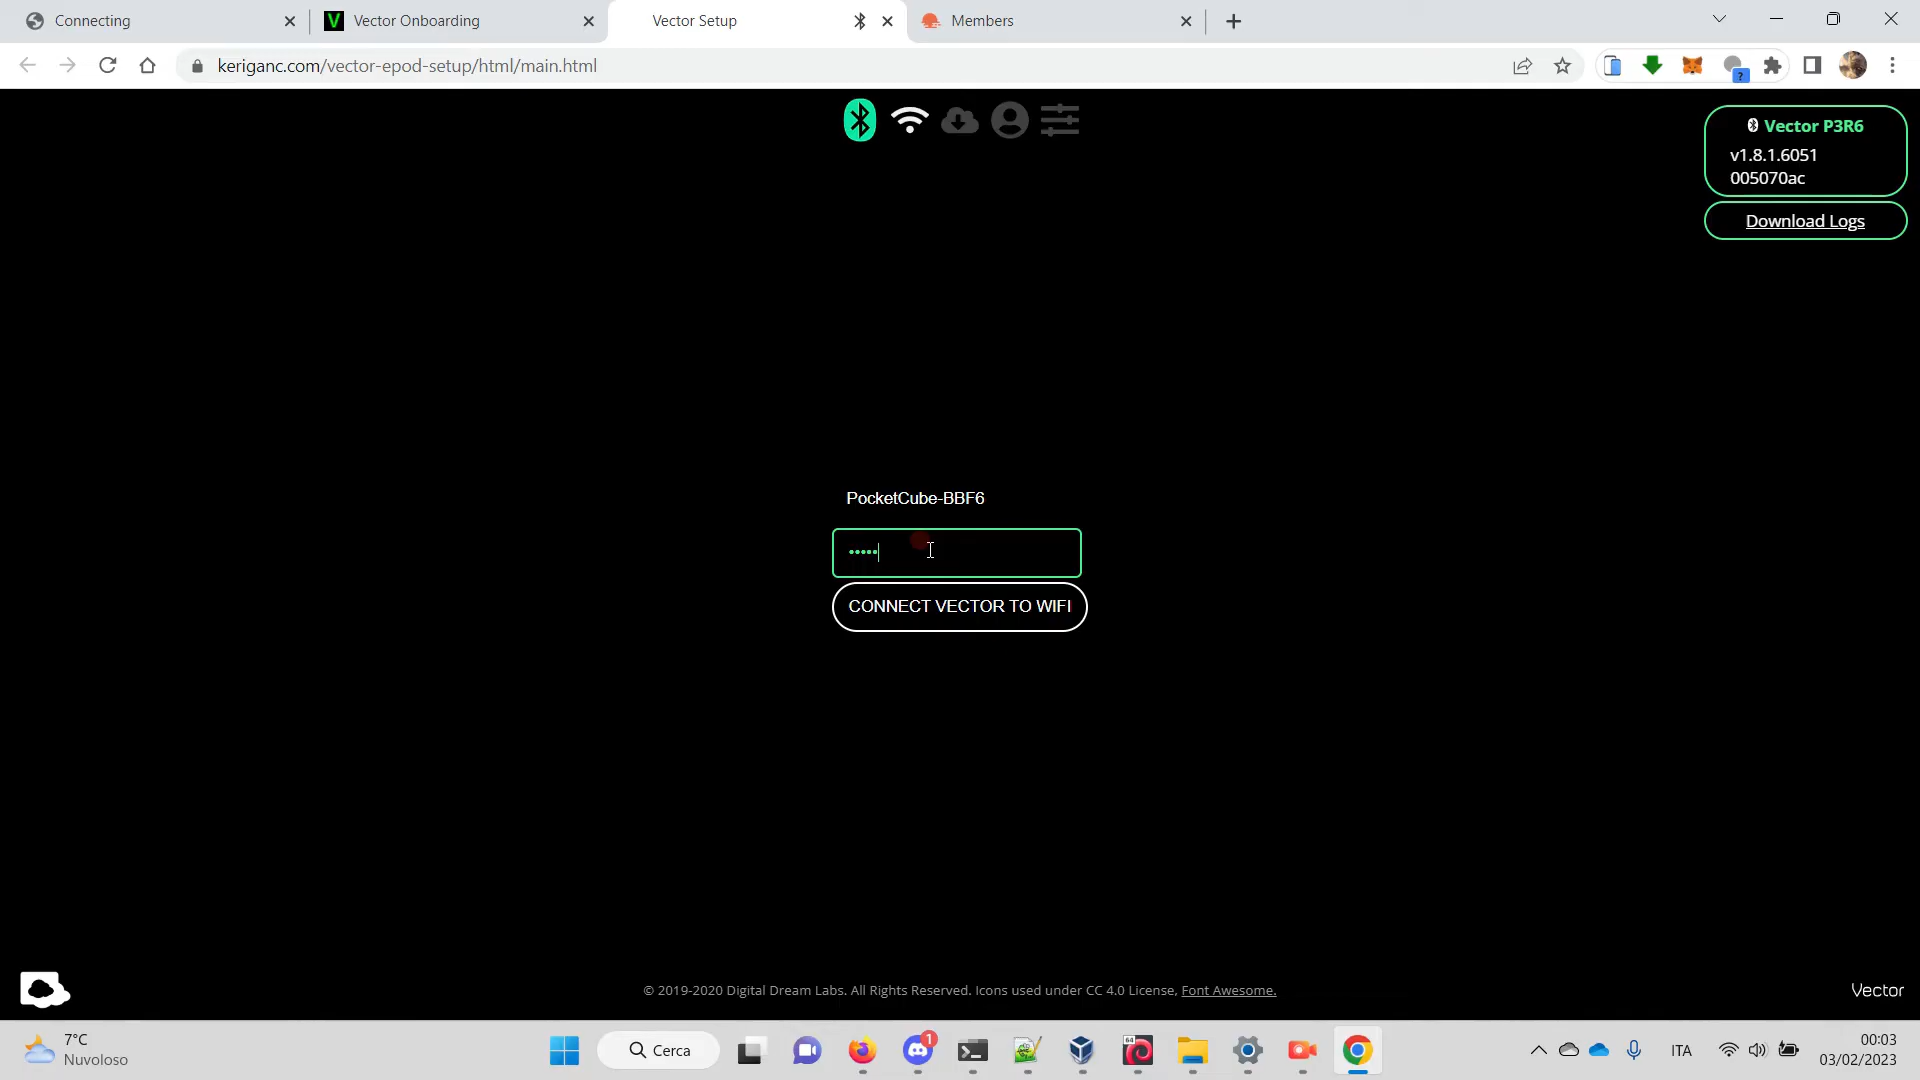 Connecting
Vector Onboarding
Vector Setup
Members
keriganc.com/vector-epod-setup/html/main.html
Vector P3R6
v1.8.1.6051
005070ac
Download Logs
PocketCube-BBF6
•••••
CONNECT VECTOR TO WIFI
© 2019-2020 Digital Dream Labs. All Rights Reserved. Icons used under CC 4.0 License, Font Awesome.
Vector
7°C
Nuvoloso
Cerca
1
64
ITA
00:03
03/02/2023
?
V